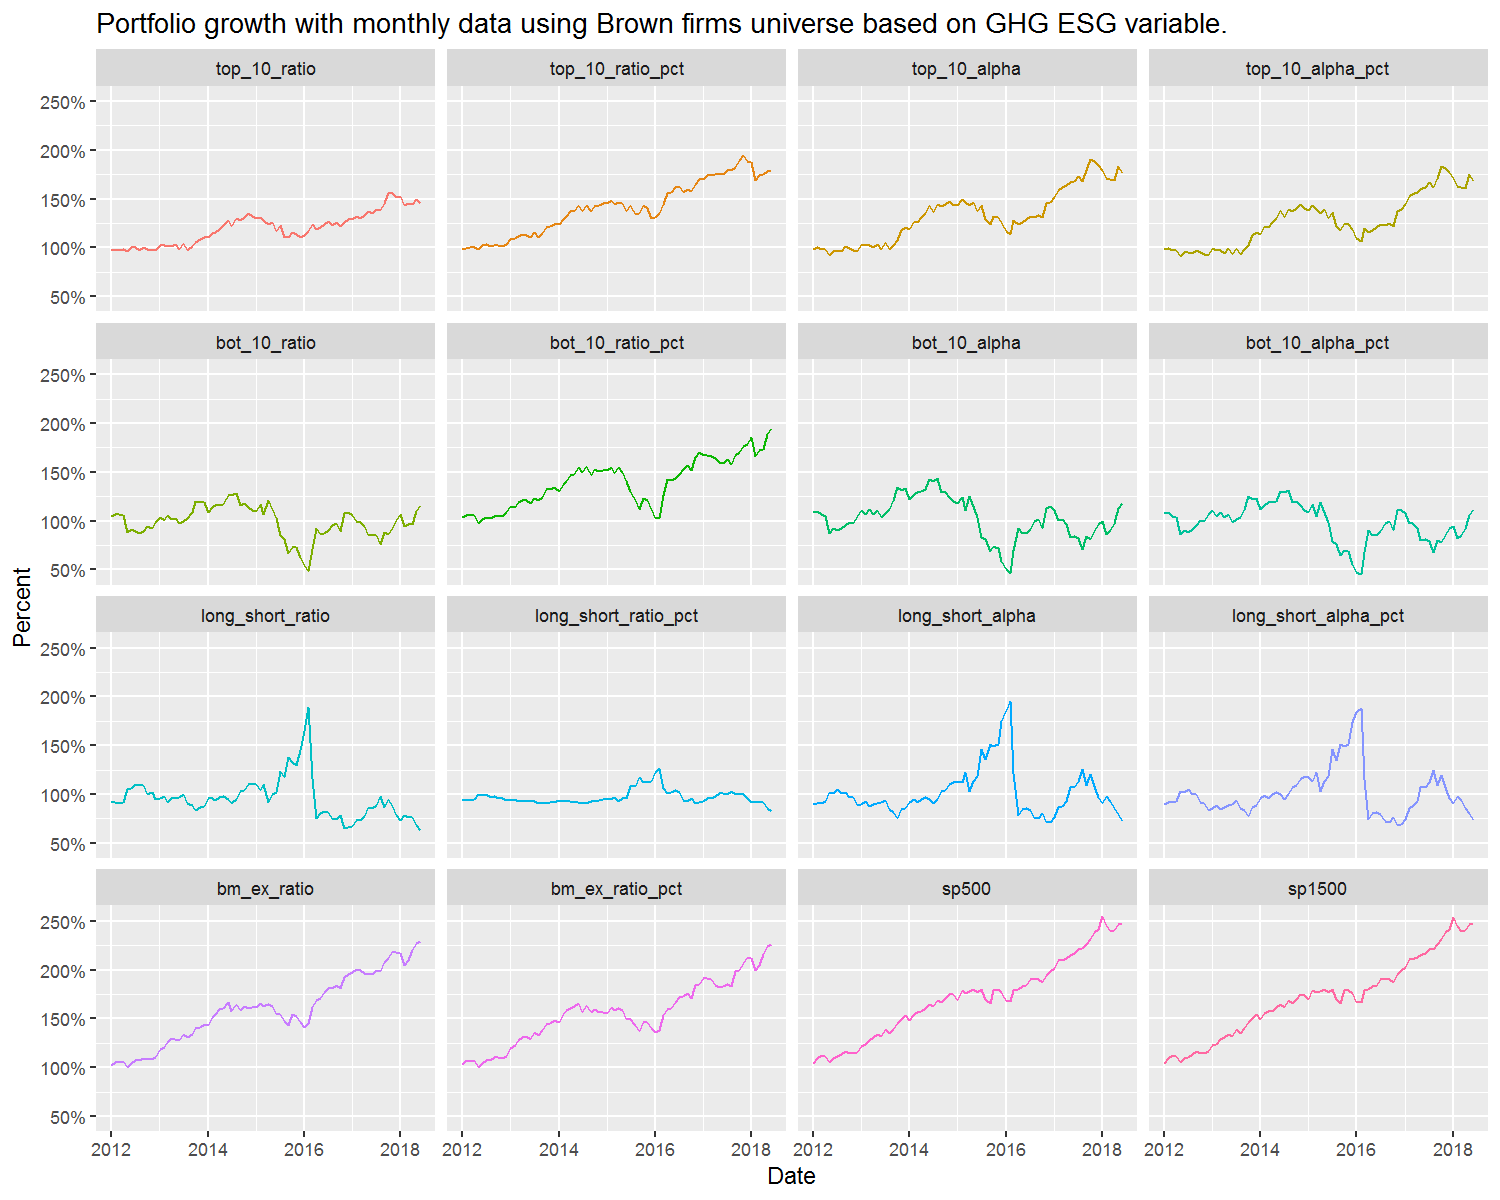 Portfolio growth with monthly data using Brown firms universe based on GHG ESG variable.
top_10_ratio top_10_ratio_pct top_10_alpha top_10_alpha_pct
250%
200%
150%
100%
50%
bot_10_ratio bot_10_ratio_pct bot_10_alpha bot_10_alpha_pct
250%
200%
150%
100%
50%
Percent
long_short_ratio long_short_ratio_pct long_short_alpha long_short_alpha_pct
250%
200%
150%
100%
50%
bm_ex_ratio bm_ex_ratio_pct sp500 sp1500
250%
200%
150%
100%
50%
2012 2014 2016 2018 2012 2014 2016 2018 2012 2014 2016 2018 2012 2014 2016 2018
Date